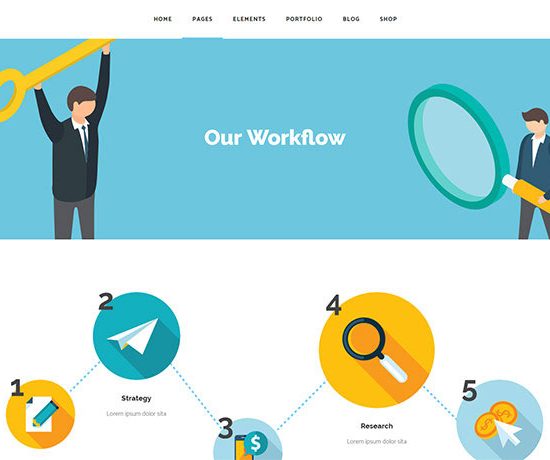 HOME PAGES ELEMENTS PORTFOLIO BLOG SHOP
Our Workflow
1
2
Strategy
Lorem ipsum dolor sita
3
$
4
Research
Lorem ipsum dolor sita
5
$
$